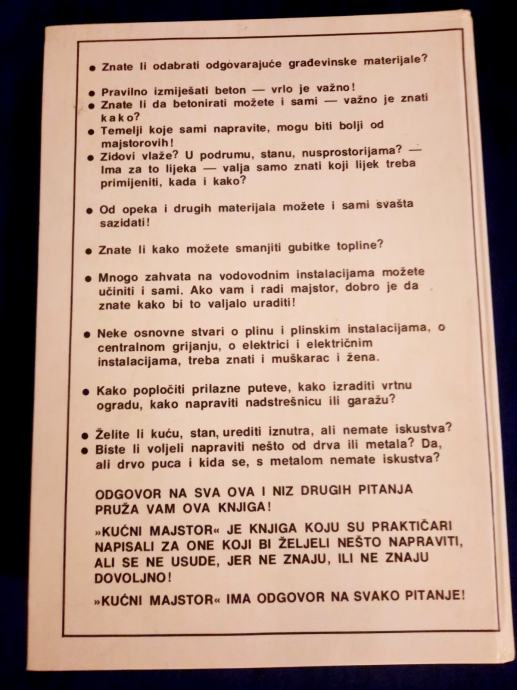 • Znate li odabrati odgovarajuće građevinske materijale?
• Pravilno izmiješati beton — vrlo je važno!
• Znate li da betonirati možete i sami — važno je znati
kako?
• Temelji koje sami napravite, mogu biti bolji od
majstorovih!
• Zidovi vlaže? U podrumu, stanu, nusprostorijama? —
Ima za to lijeka — valja samo znati koji lijek treba
primijeniti, kada i kako?
• Od opeka i drugih materijala možete i sami svašta
sazidati!
• Znate li kako možete smanjiti gubitke topline?
• Mnogo zahvata na vodovodnim instalacijama možete
učiniti i sami. Ako vam i radi majstor, dobro je da
znate kako bi to valjalo uraditi!
• Neke osnovne stvari o plinu i plinskim instalacijama, o
centralnom grijanju, o elektrici i električnim
instalacijama, treba znati i muškarac i žena.
• Kako popločiti prilazne puteve, kako izraditi vrtnu
ogradu, kako napraviti nadstrešnicu ili garažu?
• Želite li kuću, stan, urediti iznutra, ali nemate iskustva?
• Biste li voljeli napraviti nešto od drva ili metala? Da,
ali drvo puca i kida se, s metalom nemate iskustva?
ODGOVOR NA SVA OVA I NIZ DRUGIH PITANJA
PRUŽA VAM OVA KNJIGA!
»KUĆNI MAJSTOR« JE KNJIGA KOJU SU PRAKTIČARI
NAPISALI ZA ONE KOJI BI ŽELJELI NEŠTO NAPRAVITI,
ALI SE NE USUDE, JER NE ZNAJU, ILI NE ZNAJU
DOVOLJNO!
»KUĆNI MAJSTOR« IMA ODGOVOR NA SVAKO PITANJE!